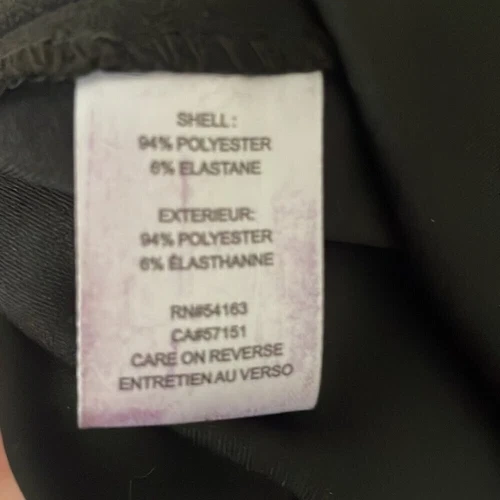 SHELL:
94% POLYESTER
6% ELASTANE
EXTERIEUR:
94% POLYESTER
6% ÉLASTHANNE
RN#54163
CA#57151
CARE ON REVERSE
ENTRETIEN AU VERSO